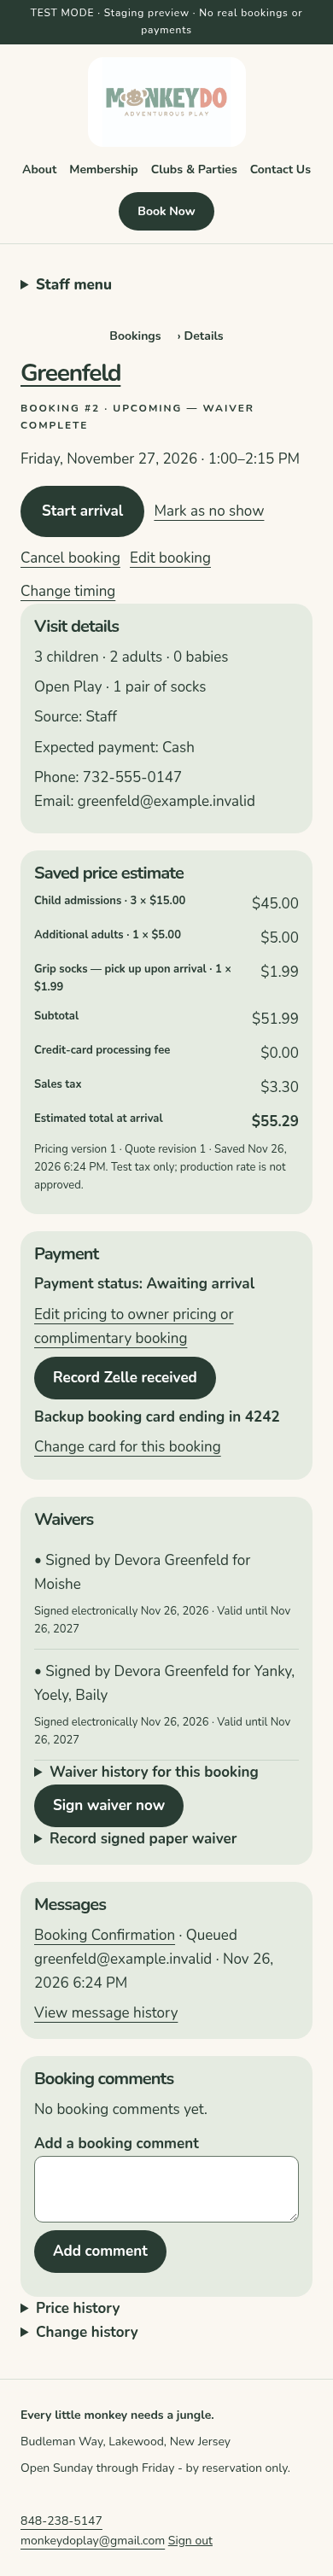 TEST MODE · Staging preview · No real bookings or
payments
MONKEYDO
ADVENTUROUS PLAY
About Membership Clubs & Parties Contact Us
Book Now
▶ Staff menu
Bookings › Details
Greenfeld
BOOKING #2 · UPCOMING — WAIVER
COMPLETE
Friday, November 27, 2026 · 1:00–2:15 PM
Start arrival Mark as no show
Cancel booking Edit booking
Change timing
Visit details
3 children · 2 adults · 0 babies
Open Play · 1 pair of socks
Source: Staff
Expected payment: Cash
Phone: 732-555-0147
Email: greenfeld@example.invalid
Saved price estimate
Child admissions · 3 × $15.00 $45.00
Additional adults · 1 × $5.00 $5.00
Grip socks — pick up upon arrival · 1 × $1.99
$1.99
Subtotal $51.99
Credit-card processing fee $0.00
Sales tax $3.30
Estimated total at arrival $55.29
Pricing version 1 · Quote revision 1 · Saved Nov 26,
2026 6:24 PM. Test tax only; production rate is not
approved.
Payment
Payment status: Awaiting arrival
Edit pricing to owner pricing or
complimentary booking
Record Zelle received
Backup booking card ending in 4242
Change card for this booking
Waivers
• Signed by Devora Greenfeld for
Moishe
Signed electronically Nov 26, 2026 · Valid until Nov
26, 2027
• Signed by Devora Greenfeld for Yanky,
Yoely, Baily
Signed electronically Nov 26, 2026 · Valid until Nov
26, 2027
▶ Waiver history for this booking
Sign waiver now
▶ Record signed paper waiver
Messages
Booking Confirmation · Queued
greenfeld@example.invalid · Nov 26,
2026 6:24 PM
View message history
Booking comments
No booking comments yet.
Add a booking comment
Add comment
▶ Price history
▶ Change history
Every little monkey needs a jungle.
Budleman Way, Lakewood, New Jersey
Open Sunday through Friday - by reservation only.
848-238-5147
monkeydoplay@gmail.com Sign out